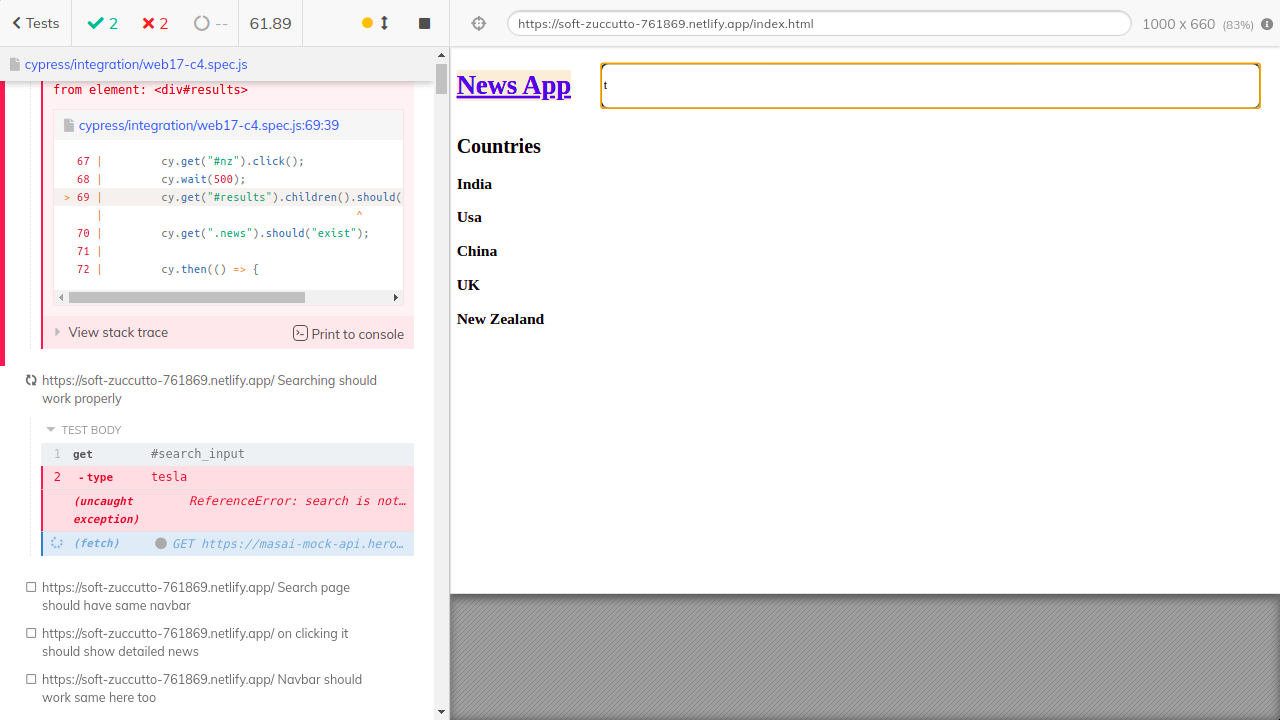 Tests 2 2 -- 61.89
https://soft-zuccutto-761869.netlify.app/index.html 1000 x 660 (83%)
cypress/integration/web17-c4.spec.js
from element: <div#results>
cypress/integration/web17-c4.spec.js:69:39
67 | cy.get("#nz").click();
68 | cy.wait(500);
> 69 | cy.get("#results").children().should(
| ^
70 | cy.get(".news").should("exist");
71 |
72 | cy.then(() => {
View stack trace Print to console
https://soft-zuccutto-761869.netlify.app/ Searching should
work properly
TEST BODY
1 get #search_input
2 -type tesla
(uncaught ReferenceError: search is not…
exception)
(fetch) GET https://masai-mock-api.hero…
https://soft-zuccutto-761869.netlify.app/ Search page
should have same navbar
https://soft-zuccutto-761869.netlify.app/ on clicking it
should show detailed news
https://soft-zuccutto-761869.netlify.app/ Navbar should
work same here too
News App t
Countries
India
Usa
China
UK
New Zealand